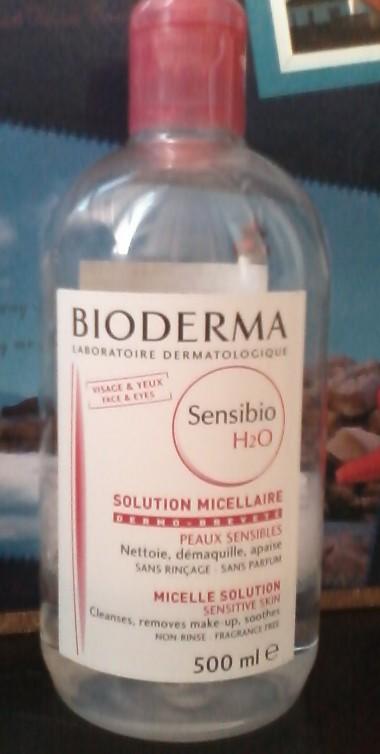 BIODERMA
LABORATOIRE DERMATOLOGIQUE
VISAGE & YEUX
FACE & EYES
Sensibio
H2O
SOLUTION MICELLAIRE
DERMO-BREVETÉ
PEAUX SENSIBLES
Nettoie, démaquille, apaise
SANS RINÇAGE - SANS PARFUM
MICELLE SOLUTION
SENSITIVE SKIN
Cleanses, removes make-up, soothes
NON RINSE - FRAGRANCE FREE
500 ml e